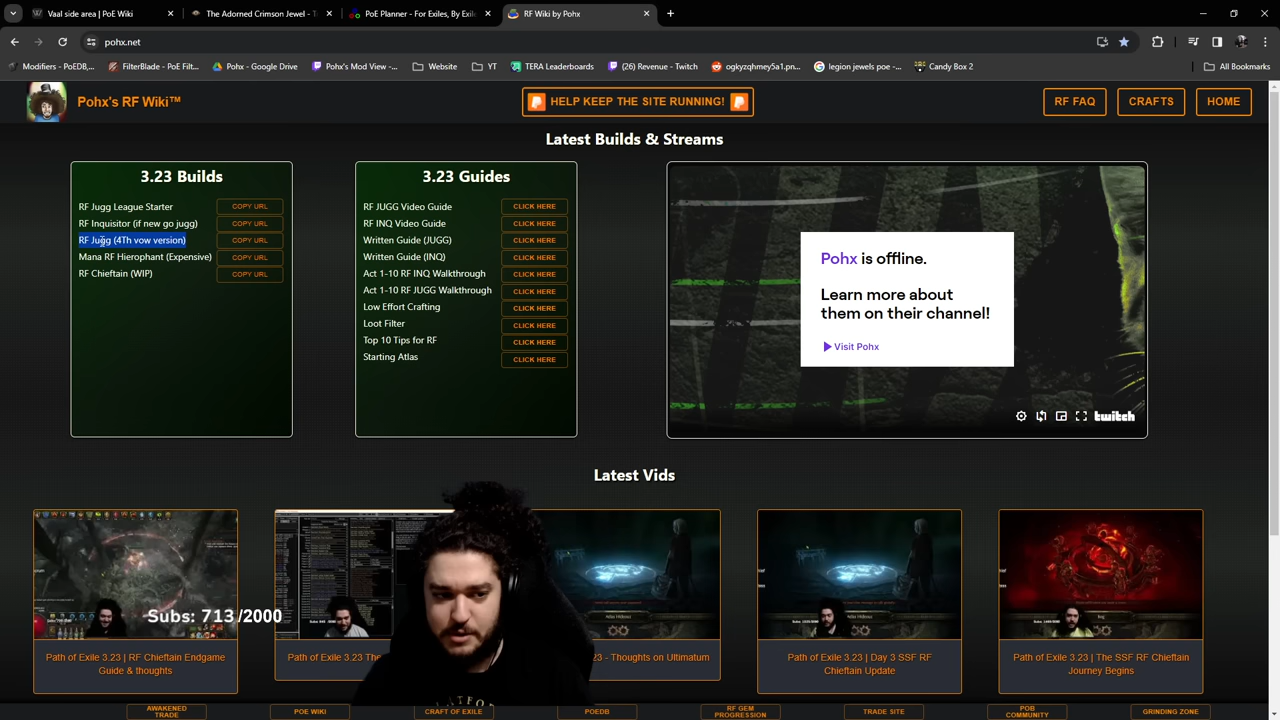 Vaal side area | PoE Wiki
The Adorned Crimson Jewel -
PoE Planner - For Exiles, By Exile
RF Wiki by Pohx
pohx.net
Modifiers - PoEDB,...
FilterBlade - PoE Filt...
Pohx - Google Drive
Pohx's Mod View -...
Website
YT
TERA Leaderboards
(26) Revenue - Twitch
ogkyzqhmey5a1.pn...
legion jewels poe -...
Candy Box 2
All Bookmarks
Pohx's RF Wiki™
HELP KEEP THE SITE RUNNING!
RF FAQ
CRAFTS
HOME
Latest Builds & Streams
3.23 Builds
RF Jugg League Starter COPY URL
RF Inquisitor (if new go jugg) COPY URL
RF Jugg (4Th vow version) COPY URL
Mana RF Hierophant (Expensive) COPY URL
RF Chieftain (WIP) COPY URL
3.23 Guides
RF JUGG Video Guide CLICK HERE
RF INQ Video Guide CLICK HERE
Written Guide (JUGG) CLICK HERE
Written Guide (INQ) CLICK HERE
Act 1-10 RF INQ Walkthrough CLICK HERE
Act 1-10 RF JUGG Walkthrough CLICK HERE
Low Effort Crafting CLICK HERE
Loot Filter CLICK HERE
Top 10 Tips for RF CLICK HERE
Starting Atlas CLICK HERE
Pohx is offline.
Learn more about
them on their channel!
Visit Pohx
twitch
Latest Vids
Subs: 713 /2000
Path of Exile 3.23 | RF Chieftain Endgame
Guide & thoughts
Path of Exile 3.23 The
- Thoughts on Ultimatum
Path of Exile 3.23 | Day 3 SSF RF
Chieftain Update
Path of Exile 3.23 | The SSF RF Chieftain
Journey Begins
AWAKENED
TRADE
POE WIKI
CRAFT OF EXILE
POEDB
RF GEM
PROGRESSION
TRADE SITE
POB
COMMUNITY
GRINDING ZONE